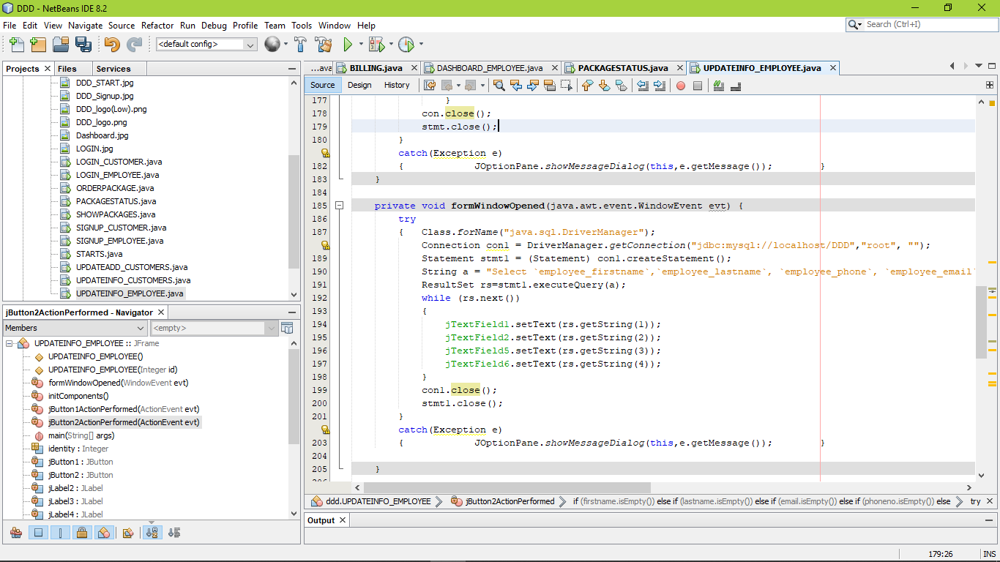 DDD - NetBeans IDE 8.2
File Edit View Navigate Source Refactor Run Debug Profile Team Tools Window Help
Search (Ctrl+I)
<default config>
Projects Files Services
DDD_START.jpg
DDD_Signup.jpg
DDD_logo(Low).png
DDD_logo.png
Dashboard.jpg
LOGIN.jpg
LOGIN_CUSTOMER.java
LOGIN_EMPLOYEE.java
ORDERPACKAGE.java
PACKAGESTATUS.java
SHOWPACKAGES.java
SIGNUP_CUSTOMER.java
SIGNUP_EMPLOYEE.java
STARTS.java
UPDATEADD_CUSTOMERS.java
UPDATEINFO_CUSTOMERS.java
UPDATEINFO_EMPLOYEE.java
jButton2ActionPerformed - Navigator
Members <empty>
UPDATEINFO_EMPLOYEE :: JFrame
UPDATEINFO_EMPLOYEE()
UPDATEINFO_EMPLOYEE(Integer id)
formWindowOpened(WindowEvent evt)
initComponents()
jButton1ActionPerformed(ActionEvent evt)
jButton2ActionPerformed(ActionEvent evt)
main(String[] args)
identity : Integer
jButton1 : JButton
jButton2 : JButton
jLabel2 : JLabel
jLabel3 : JLabel
jLabel4 : JLabel
...ava BILLING.java DASHBOARD_EMPLOYEE.java PACKAGESTATUS.java UPDATEINFO_EMPLOYEE.java
Source Design History
177 }
178 con.close();
179 stmt.close();
180 }
catch(Exception e)
182 { JOptionPane.showMessageDialog(this,e.getMessage()); }
183 }
184
185 private void formWindowOpened(java.awt.event.WindowEvent evt) {
186 try
187 { Class.forName("java.sql.DriverManager");
Connection con1 = DriverManager.getConnection("jdbc:mysql://localhost/DDD","root", "");
189 Statement stmt1 = (Statement) con1.createStatement();
190 String a = "Select `employee_firstname`,`employee_lastname`, `employee_phone`, `employee_email`
191 ResultSet rs=stmt1.executeQuery(a);
192 while (rs.next())
193 {
194 jTextField1.setText(rs.getString(1));
195 jTextField2.setText(rs.getString(2));
196 jTextField5.setText(rs.getString(3));
197 jTextField6.setText(rs.getString(4));
198 }
199 con1.close();
200 stmt1.close();
201 }
catch(Exception e)
203 { JOptionPane.showMessageDialog(this,e.getMessage()); }
204
205 }
ddd.UPDATEINFO_EMPLOYEE jButton2ActionPerformed if (firstname.isEmpty()) else if (lastname.isEmpty()) else if (email.isEmpty()) else if (phoneno.isEmpty()) else try
Output
179:26 INS